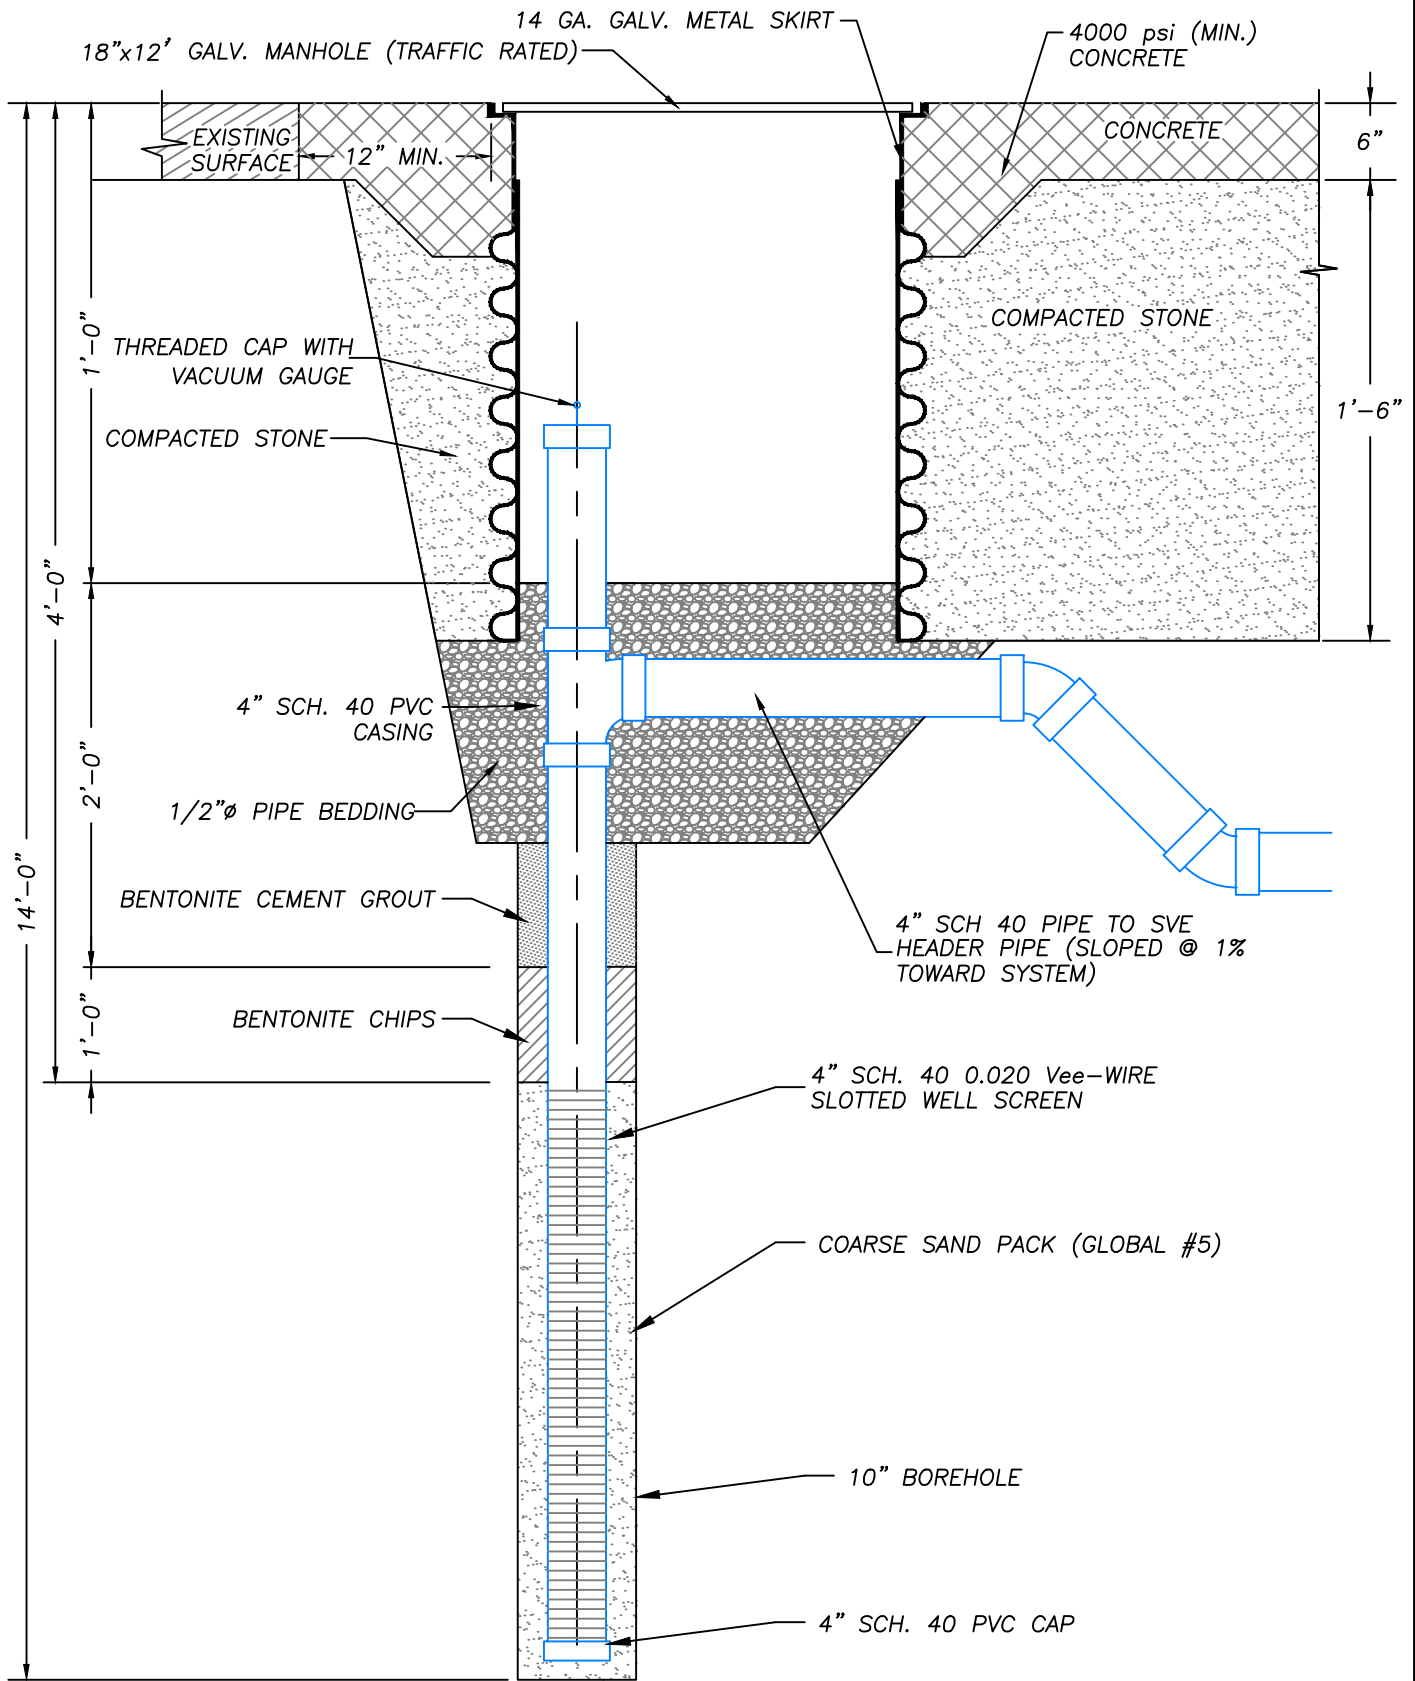 14 GA. GALV. METAL SKIRT
18"x12' GALV. MANHOLE (TRAFFIC RATED)
4000 psi (MIN.)
CONCRETE
EXISTING
SURFACE
12" MIN.
CONCRETE
6"
1'-0"
THREADED CAP WITH
VACUUM GAUGE
COMPACTED STONE
COMPACTED STONE
1'-6"
4'-0"
4" SCH. 40 PVC
CASING
2'-0"
1/2"ø PIPE BEDDING
14'-0"
BENTONITE CEMENT GROUT
4" SCH 40 PIPE TO SVE
HEADER PIPE (SLOPED @ 1%
TOWARD SYSTEM)
1'-0"
BENTONITE CHIPS
4" SCH. 40 0.020 Vee-WIRE
SLOTTED WELL SCREEN
COARSE SAND PACK (GLOBAL #5)
10" BOREHOLE
4" SCH. 40 PVC CAP